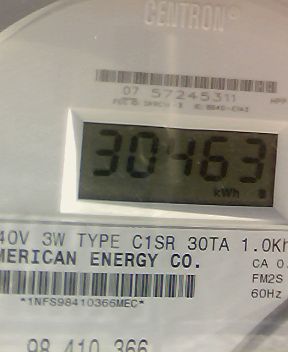 CENTRON®
07 57245311
30463
kWh
40V 3W TYPE C1SR 30TA 1.0Kh
MERICAN ENERGY CO.
CA 0.
FM2S
*1NFS98410366MEC*
60Hz
98 410 366